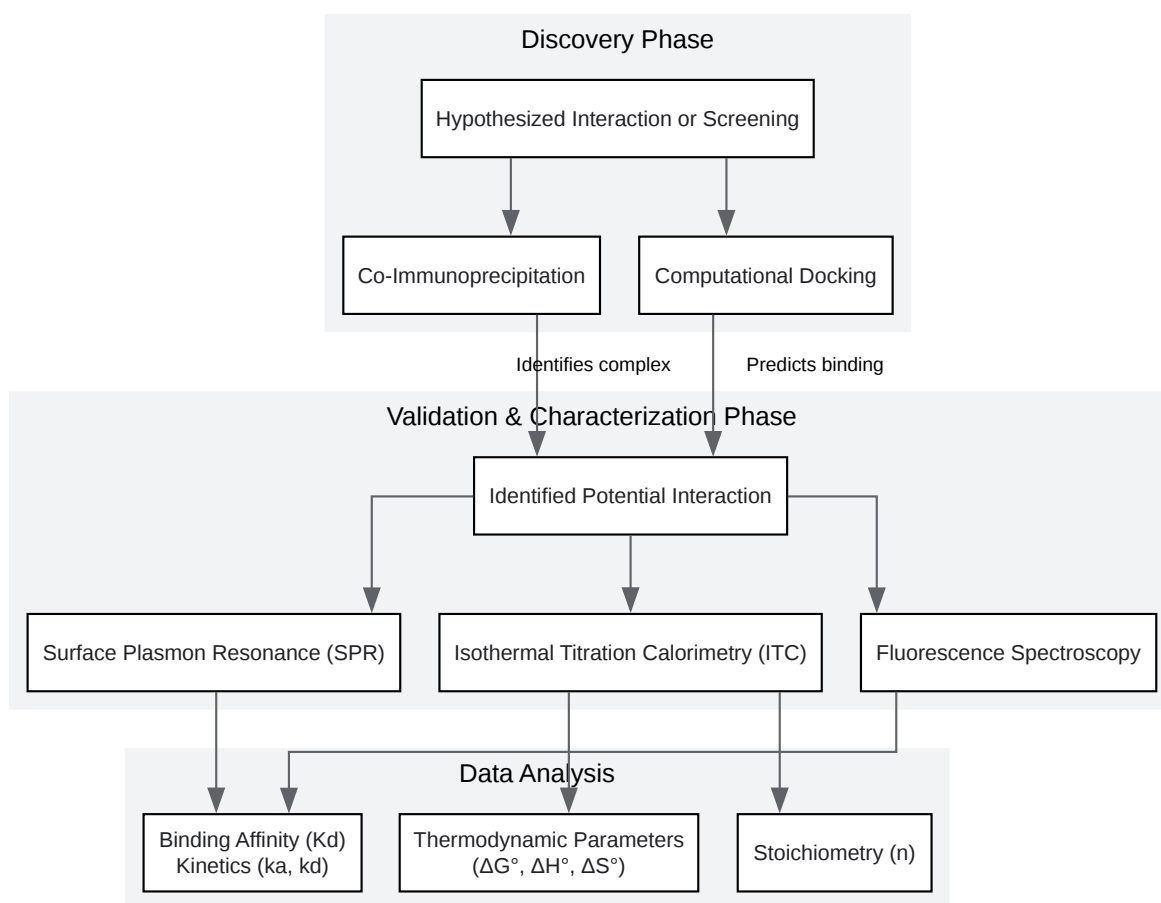 Discovery Phase
Hypothesized Interaction or Screening
Co-Immunoprecipitation
Computational Docking
Identifies complex
Predicts binding
Validation & Characterization Phase
Identified Potential Interaction
Surface Plasmon Resonance (SPR)
Isothermal Titration Calorimetry (ITC)
Fluorescence Spectroscopy
Data Analysis
Binding Affinity (Kd)
Kinetics (ka, kd)
Thermodynamic Parameters
(ΔG°, ΔH°, ΔS°)
Stoichiometry (n)